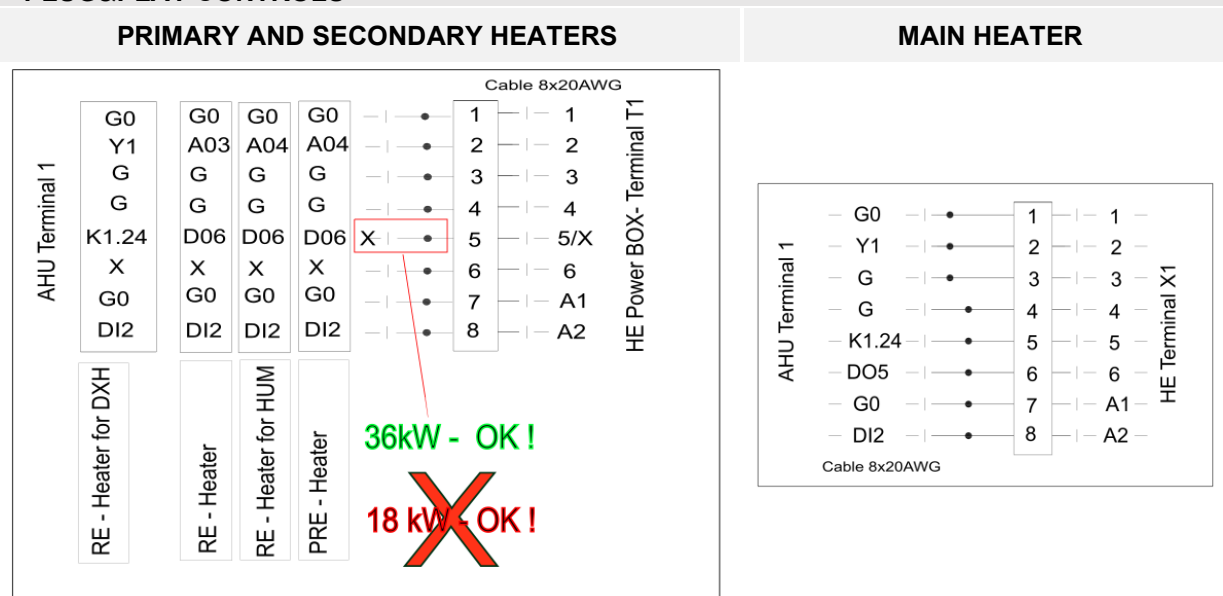 PRIMARY AND SECONDARY HEATERS
MAIN HEATER
Cable 8x20AWG
AHU Terminal 1
G0 G0 G0 G0 1 1
Y1 A03 A04 A04 2 2
G G G G 3 3
G G G G 4 4
K1.24 D06 D06 D06 X 5 5/X
X X X X 6 6
G0 G0 G0 G0 7 A1
DI2 DI2 DI2 DI2 8 A2
HE Power BOX- Terminal T1
RE - Heater for DXH
RE - Heater
RE - Heater for HUM
PRE - Heater
36kW - OK !
18 kW - OK !
X
AHU Terminal 1
G0 1 1
Y1 2 2
G 3 3
G 4 4
K1.24 5 5
DO5 6 6
G0 7 A1
DI2 8 A2
HE Terminal X1
Cable 8x20AWG